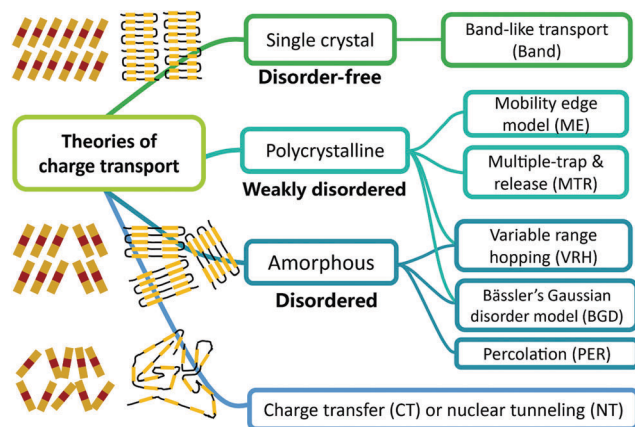 Single crystal
Disorder-free
Band-like transport
(Band)
Theories of
charge transport
Polycrystalline
Weakly disordered
Mobility edge
model (ME)
Multiple-trap &
release (MTR)
Amorphous
Disordered
Variable range
hopping (VRH)
Bässler's Gaussian
disorder model (BGD)
Percolation (PER)
Charge transfer (CT) or nuclear tunneling (NT)